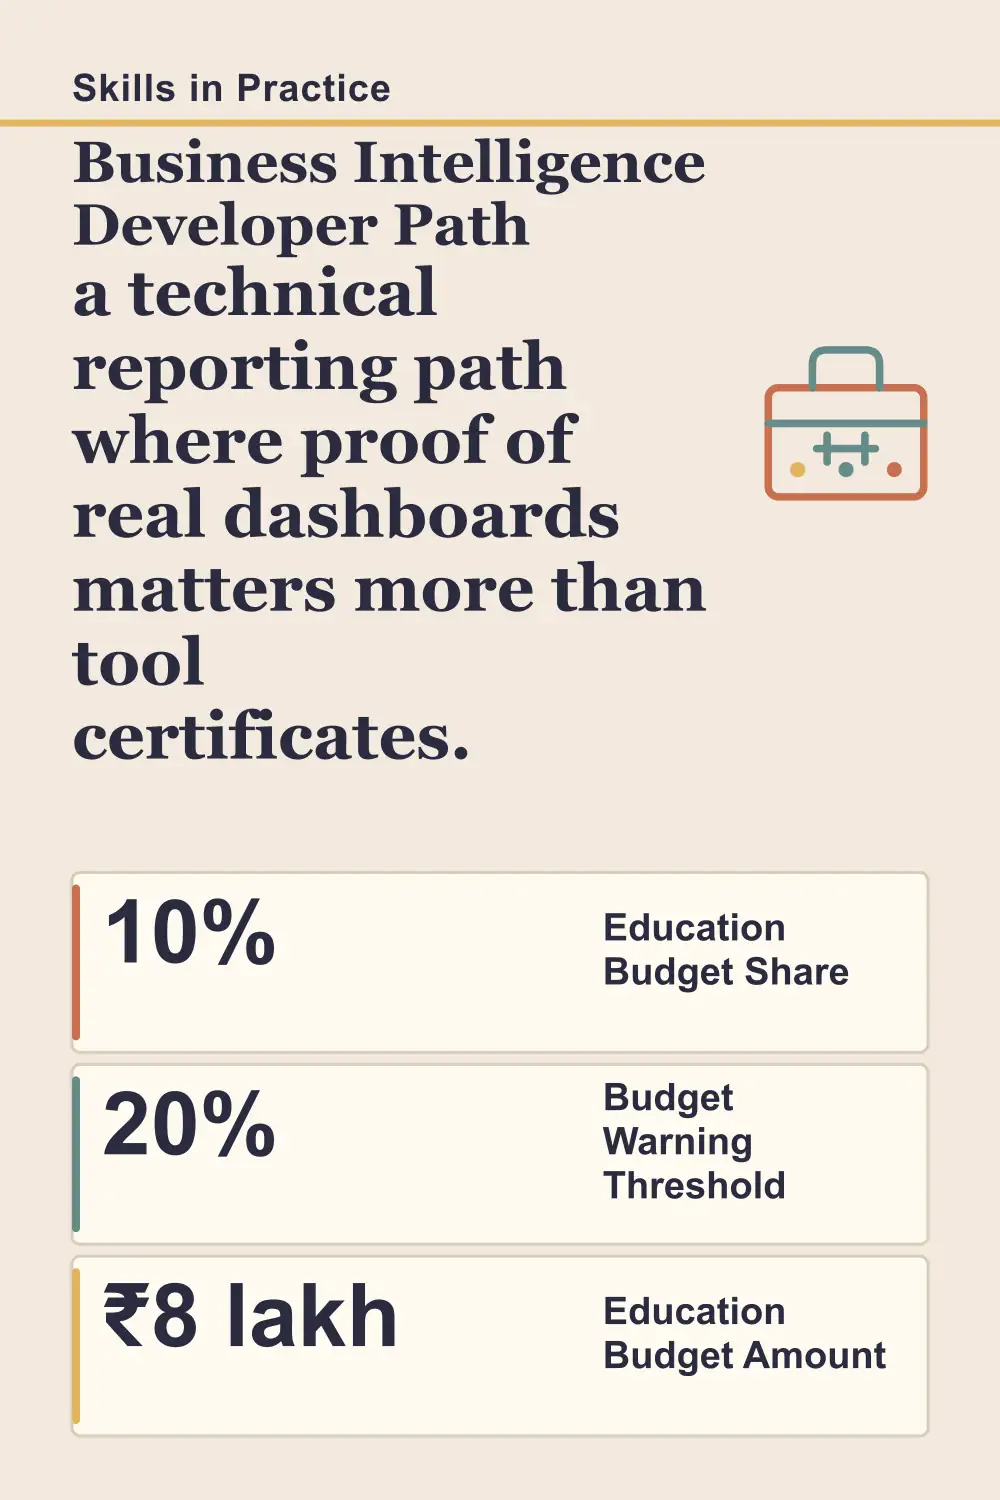 Skills in Practice
Business Intelligence
Developer Path
a technical
reporting path
where proof of
real dashboards
matters more than
tool
certificates.
10%
Education
Budget Share
20%
Budget
Warning
Threshold
₹8 lakh
Education
Budget Amount